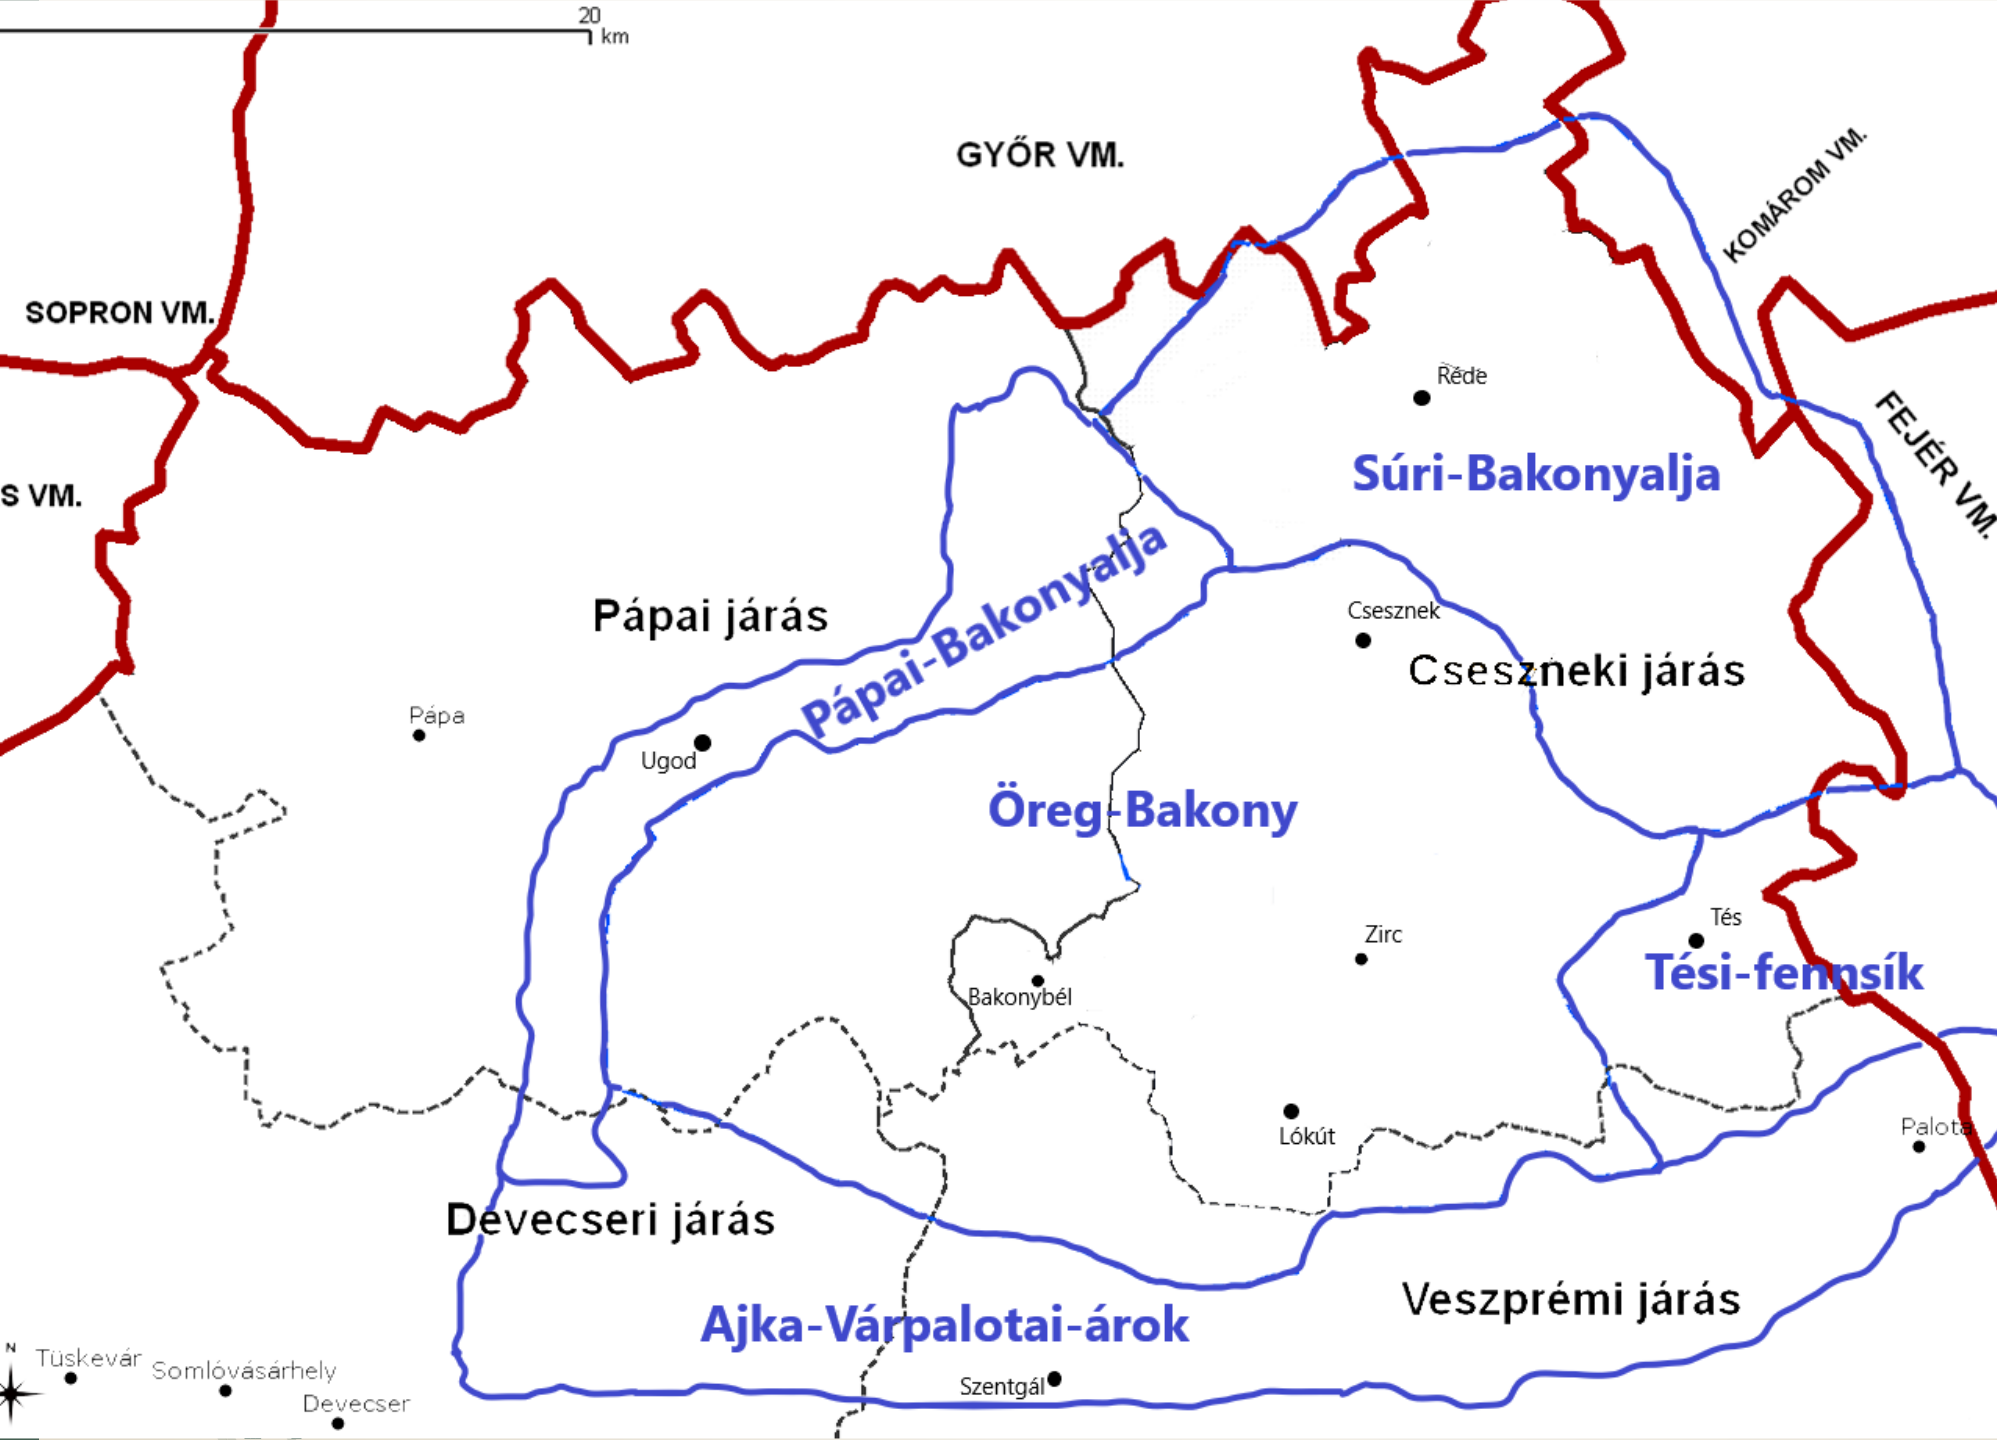 20
km
GYŐR VM.
KOMÁROM VM.
SOPRON VM.
Réde
FEJÉR VM.
Súri-Bakonyalja
S VM.
Pápai-Bakonyalja
Pápai járás
Csesznek
Cseszneki járás
Pápa
Ugod
Öreg-Bakony
Tés
Zirc
Tési-fennsík
Bakonybél
Palota
Lókút
Devecseri járás
Veszprémi járás
Ajka-Várpalotai-árok
N
Tüskevár
Somlóvásárhely
Szentgál
Devecser